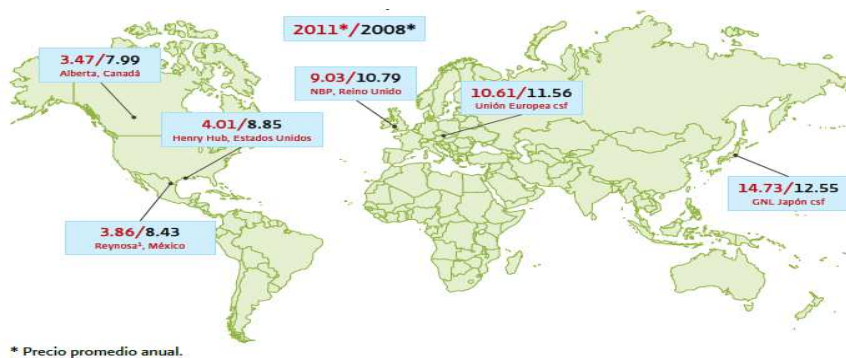 2011*/2008*
3.47/7.99
Alberta, Canadá
9.03/10.79
NBP, Reino Unido
10.61/11.56
Unión Europea csf
4.01/8.85
Henry Hub, Estados Unidos
14.73/12.55
GNL Japón csf
3.86/8.43
Reynosa¹, México
* Precio promedio anual.